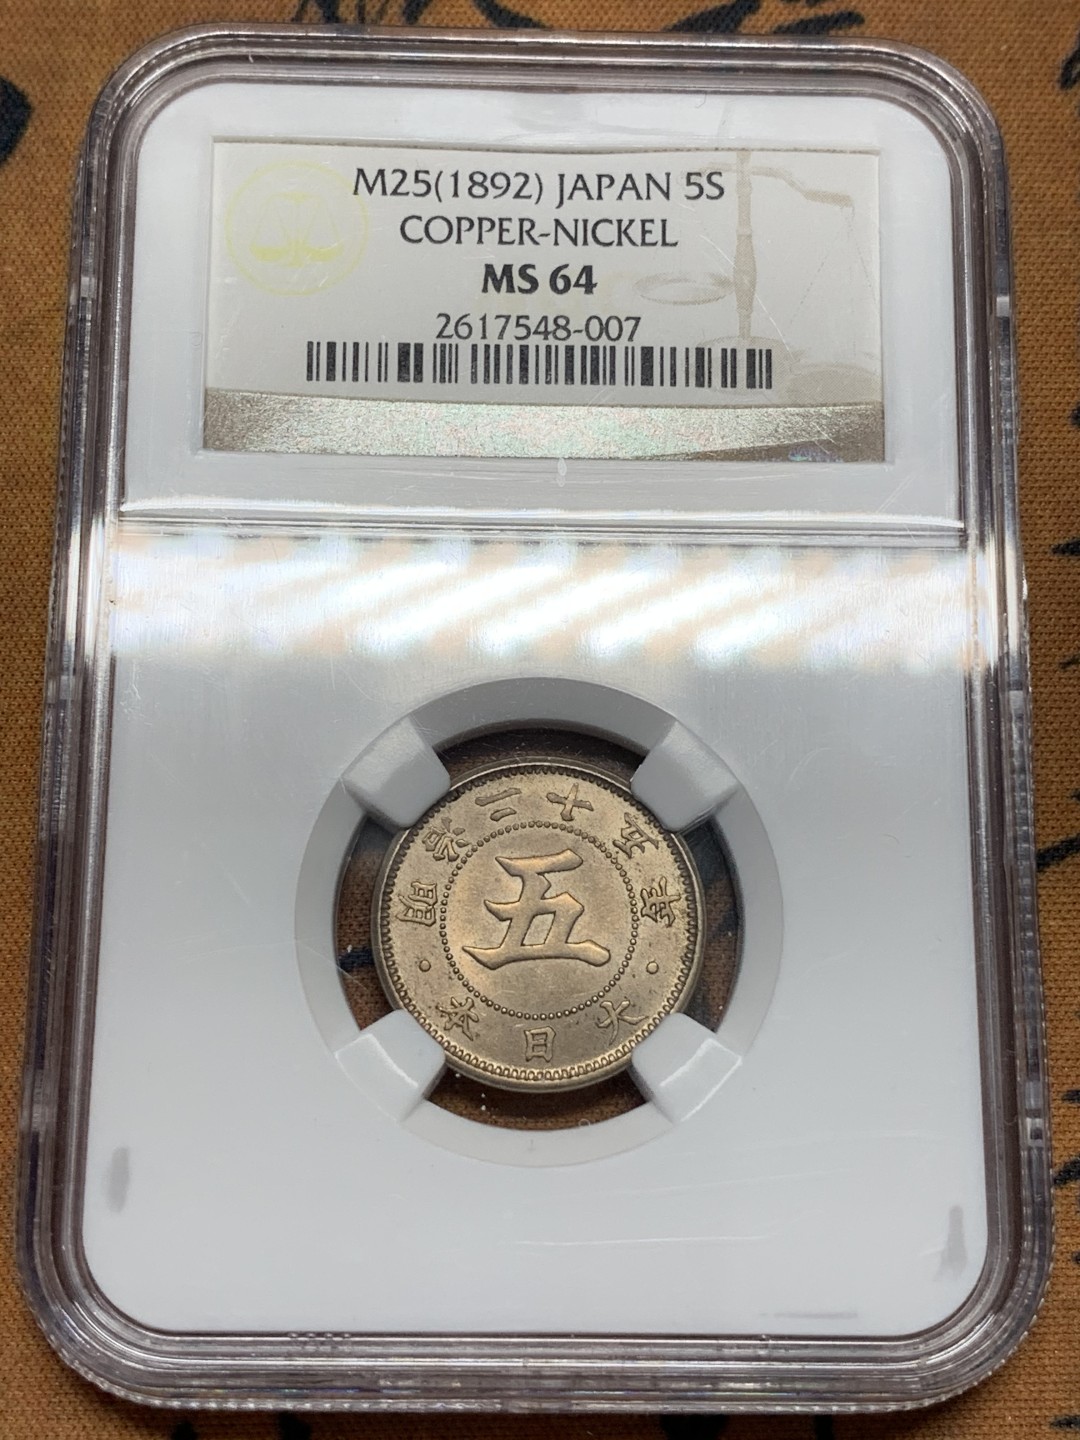 M25(1892) JAPAN 5S
COPPER-NICKEL
MS 64
2617548-007
明治二十五年
五
大日本